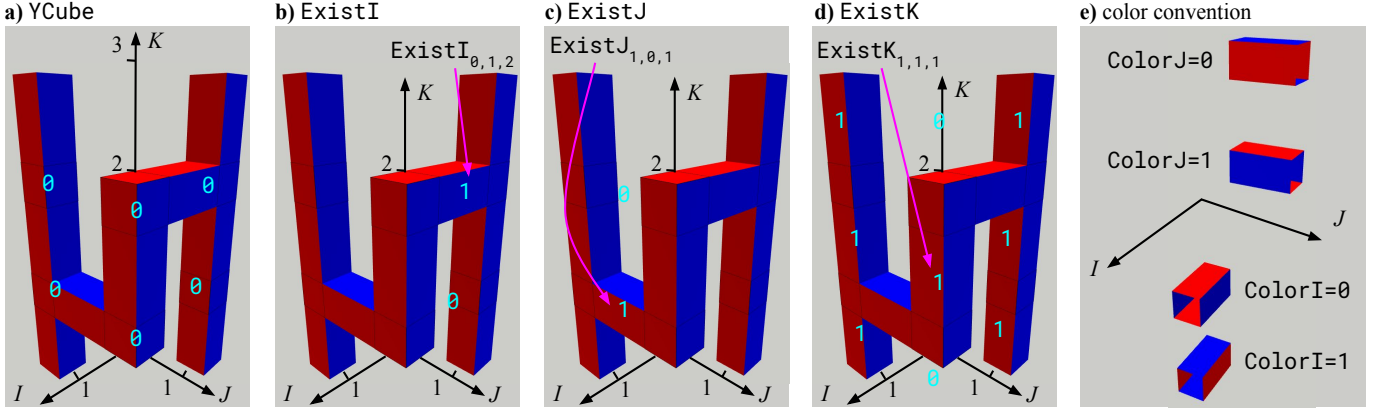 a) YCube
K
3
2
0
0
0
0
0
0
I
1
1
J
b) ExistI
ExistI0,1,2
K
2
1
0
I
1
1
J
c) ExistJ
ExistJ1,0,1
K
2
0
1
I
1
1
J
d) ExistK
ExistK1,1,1
K
1
0
1
2
1
1
1
1
1
0
I
1
1
J
e) color convention
ColorJ=0
ColorJ=1
J
I
ColorI=0
ColorI=1